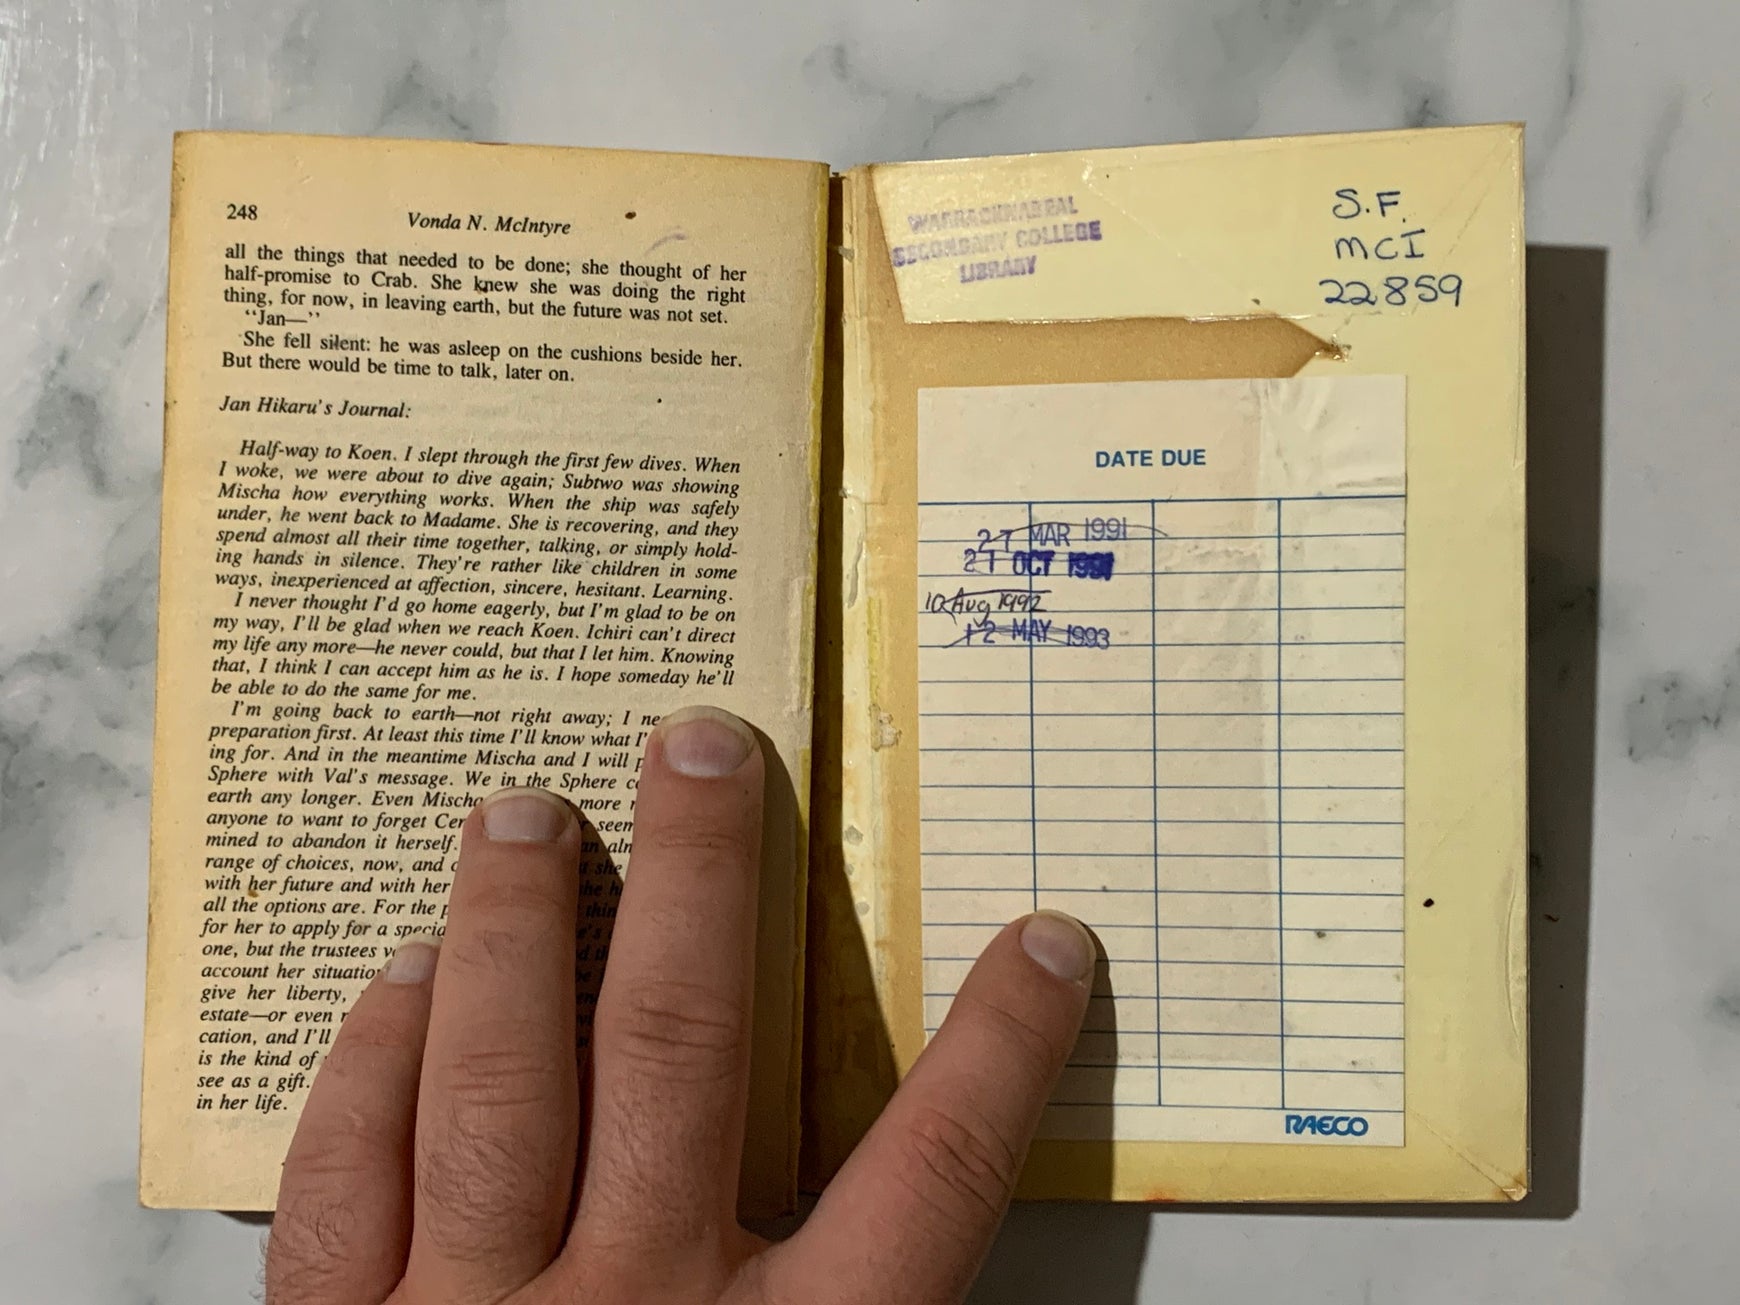 248
Vonda N. McIntyre
all the things that needed to be done; she thought of her
half-promise to Crab. She knew she was doing the right
thing, for now, in leaving earth, but the future was not set.
“Jan—”
She fell silent: he was asleep on the cushions beside her.
But there would be time to talk, later on.
Jan Hikaru's Journal:
Half-way to Koen. I slept through the first few dives. When
I woke, we were about to dive again; Subtwo was showing
Mischa how everything works. When the ship was safely
under, he went back to Madame. She is recovering, and they
spend almost all their time together, talking, or simply hold-
ing hands in silence. They're rather like children in some
ways, inexperienced at affection, sincere, hesitant. Learning.
I never thought I'd go home eagerly, but I'm glad to be on
my way, I'll be glad when we reach Koen. Ichiri can't direct
my life any more—he never could, but that I let him. Knowing
that, I think I can accept him as he is. I hope someday he'll
be able to do the same for me.
I'm going back to earth—not right away; I
preparation first. At least this time I'll know what
ing for. And in the meantime Mischa and I will
Sphere with Val's message. We in the Sphere
earth any longer. Even Mischa more
anyone to want to forget seem
mined to abandon it herself.
range of choices, now, and she
with her future and with her
all the options are. For the
for her to apply for a
one, but the trustees
account her
give her liberty,
estate—or even
cation, and I'll
is the kind of
see as a gift.
in her life.
WARRACKNABEAL
SECONDARY COLLEGE
LIBRARY
S.F.
MCI
22859
DATE DUE
27 MAR 1991
27 OCT 1991
10 Aug 1992
12 MAY 1993
RAECO